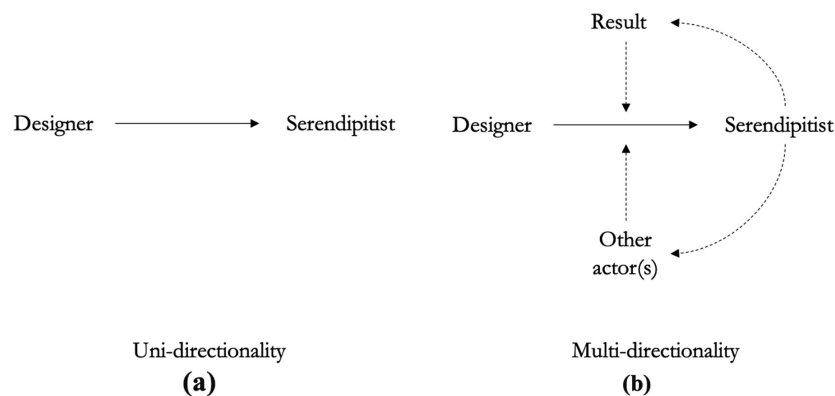 Designer
Serendipitist
Uni-directionality
(a)
Result
Designer
Serendipitist
Other
actor(s)
Multi-directionality
(b)